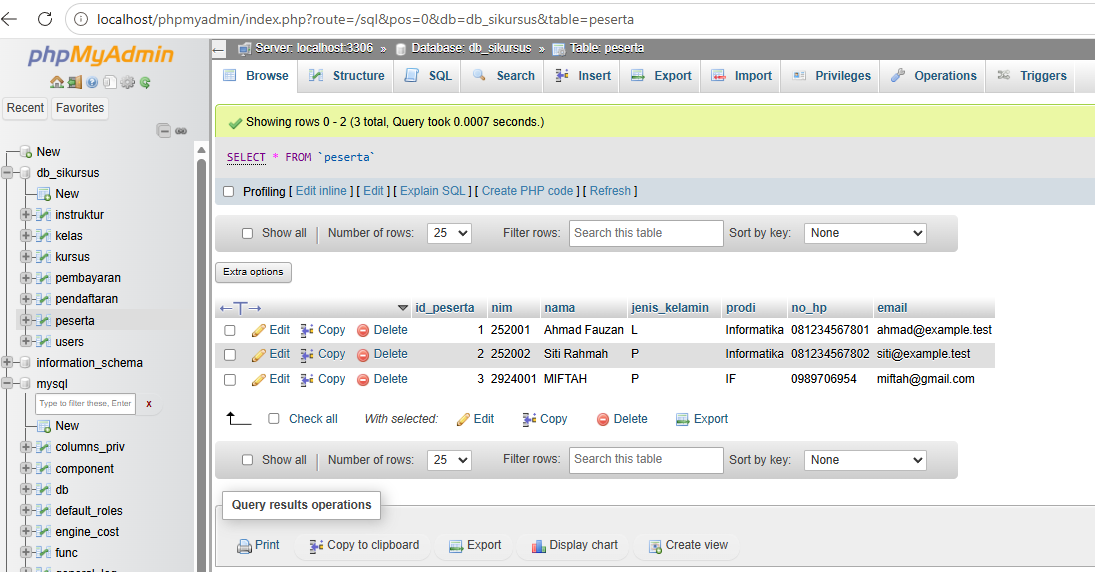 localhost/phpmyadmin/index.php?route=/sql&pos=0&db=db_sikursus&table=peserta
phpMyAdmin
Recent Favorites
New
db_sikursus
New
instruktur
kelas
kursus
pembayaran
pendaftaran
peserta
users
information_schema
mysql
Type to filter these, Enter X
New
columns_priv
component
db
default_roles
engine_cost
func
general_log
Server: localhost:3306 » Database: db_sikursus » Table: peserta
Browse Structure SQL Search Insert Export Import Privileges Operations Triggers
Showing rows 0 - 2 (3 total, Query took 0.0007 seconds.)
SELECT * FROM `peserta`
Profiling [ Edit inline ] [ Edit ] [ Explain SQL ] [ Create PHP code ] [ Refresh ]
Show all Number of rows: 25 Filter rows: Search this table Sort by key: None
Extra options
id_peserta nim nama jenis_kelamin prodi no_hp email
Edit Copy Delete 1 252001 Ahmad Fauzan L Informatika 081234567801 ahmad@example.test
Edit Copy Delete 2 252002 Siti Rahmah P Informatika 081234567802 siti@example.test
Edit Copy Delete 3 2924001 MIFTAH P IF 0989706954 miftah@gmail.com
Check all With selected: Edit Copy Delete Export
Show all Number of rows: 25 Filter rows: Search this table Sort by key: None
Query results operations
Print Copy to clipboard Export Display chart Create view